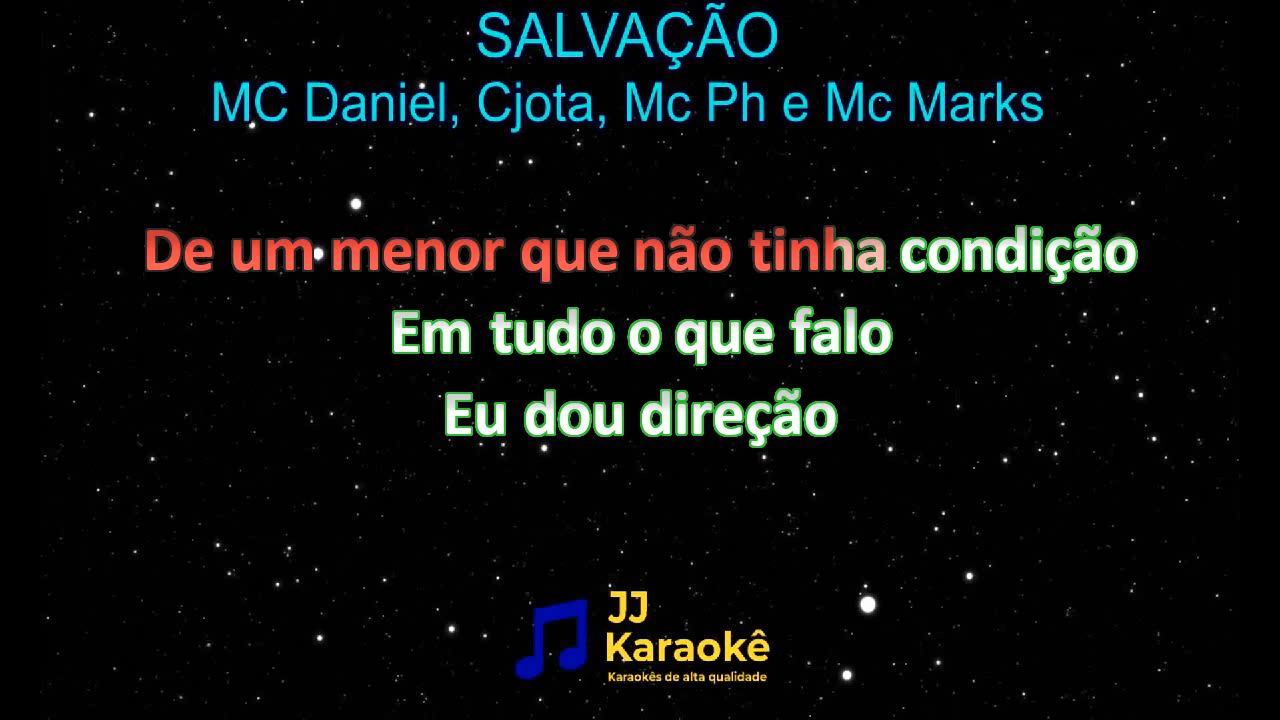 SALVAÇÃO
MC Daniel, Cjota, Mc Ph e Mc Marks
De um menor que não tinha condição
Em tudo o que falo
Eu dou direção
JJ
Karaokê
Karaokês de alta qualidade